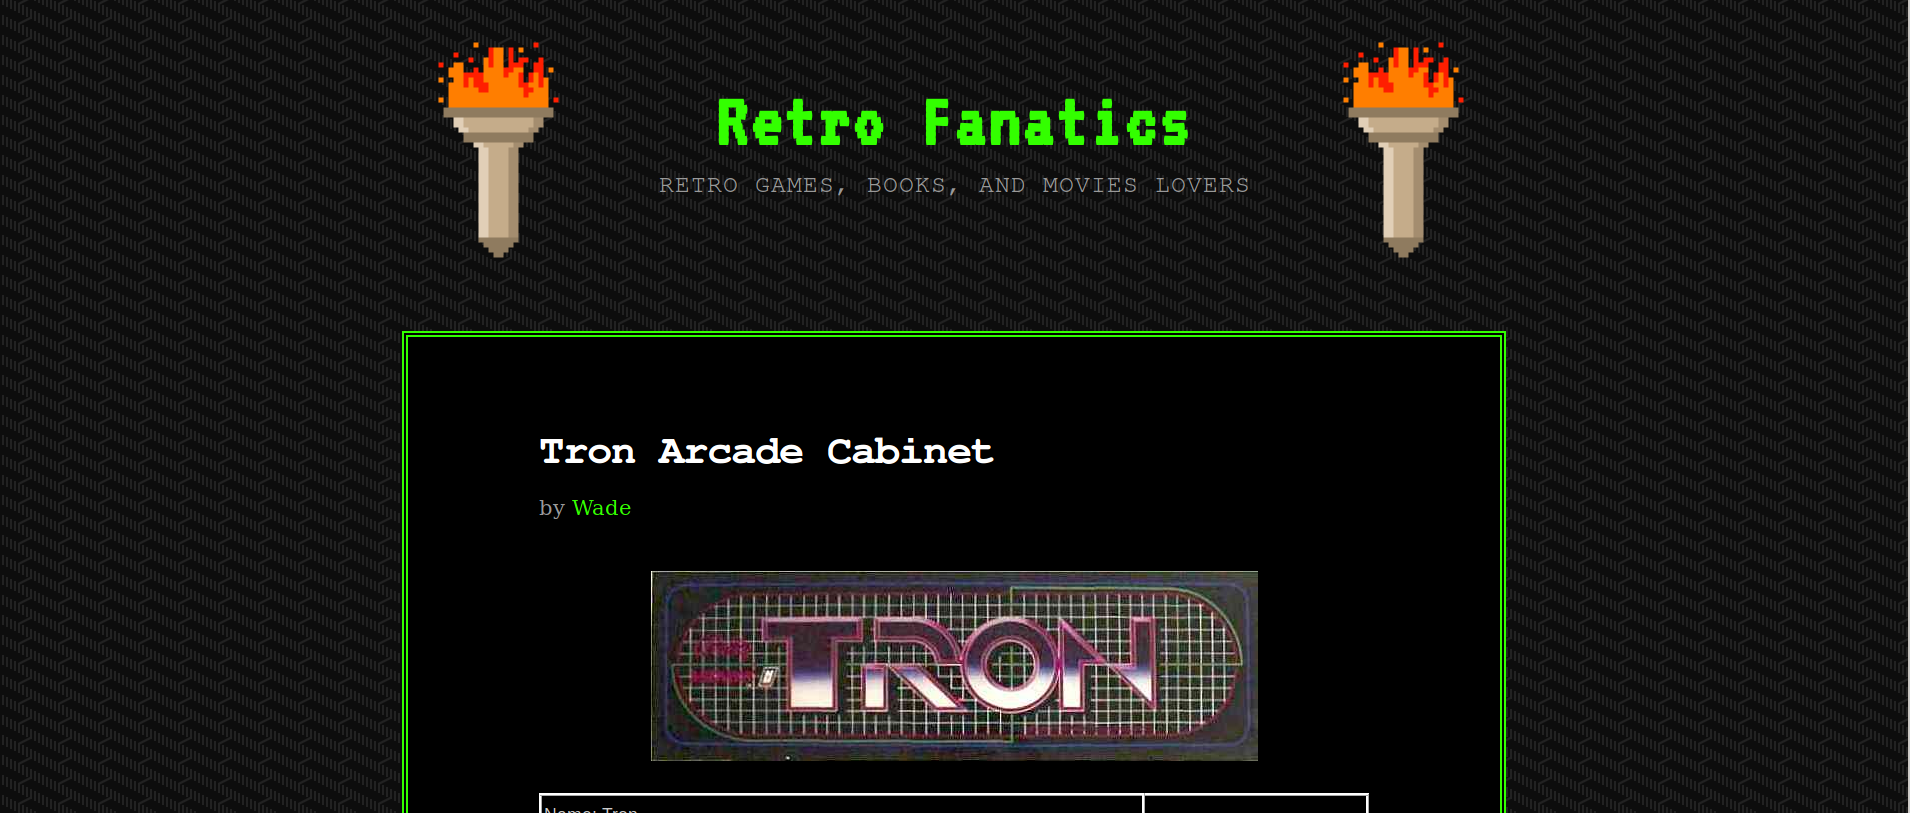 Retro Fanatics
RETRO GAMES, BOOKS, AND MOVIES LOVERS
Tron Arcade Cabinet
by Wade
TRON
Name: Tron